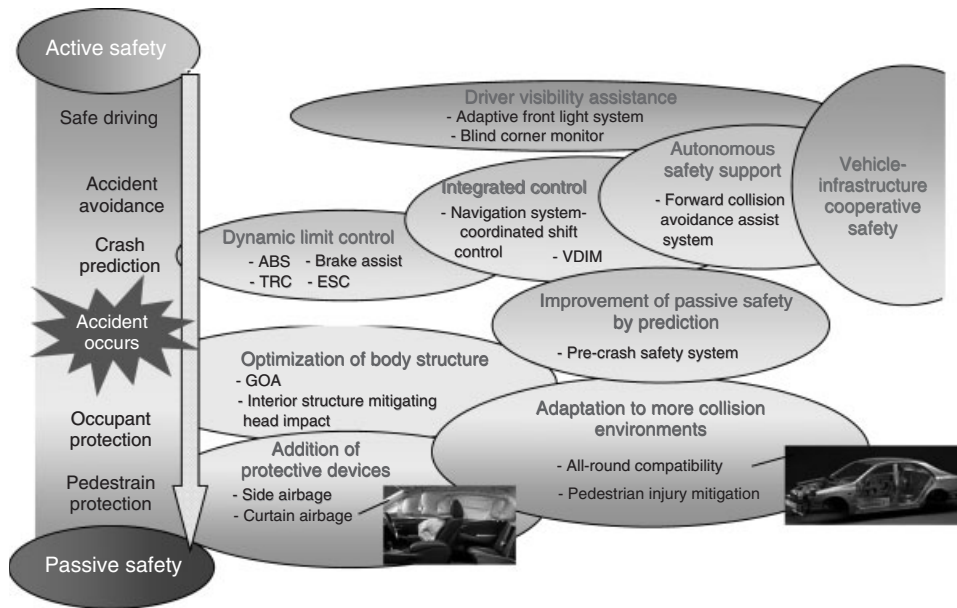 Active safety
Safe driving
Accident
avoidance
Crash
prediction
Accident
occurs
Occupant
protection
Pedestrain
protection
Passive safety
Driver visibility assistance
- Adaptive front light system
- Blind corner monitor
Autonomous
safety support
- Forward collision
avoidance assist
system
Vehicle-
infrastructure
cooperative
safety
Integrated control
- Navigation system-
coordinated shift
control - VDIM
Dynamic limit control
- ABS - Brake assist
- TRC - ESC
Improvement of passive safety
by prediction
- Pre-crash safety system
Optimization of body structure
- GOA
- Interior structure mitigating
head impact
Adaptation to more collision
environments
- All-round compatibility
- Pedestrian injury mitigation
Addition of
protective devices
- Side airbage
- Curtain airbage